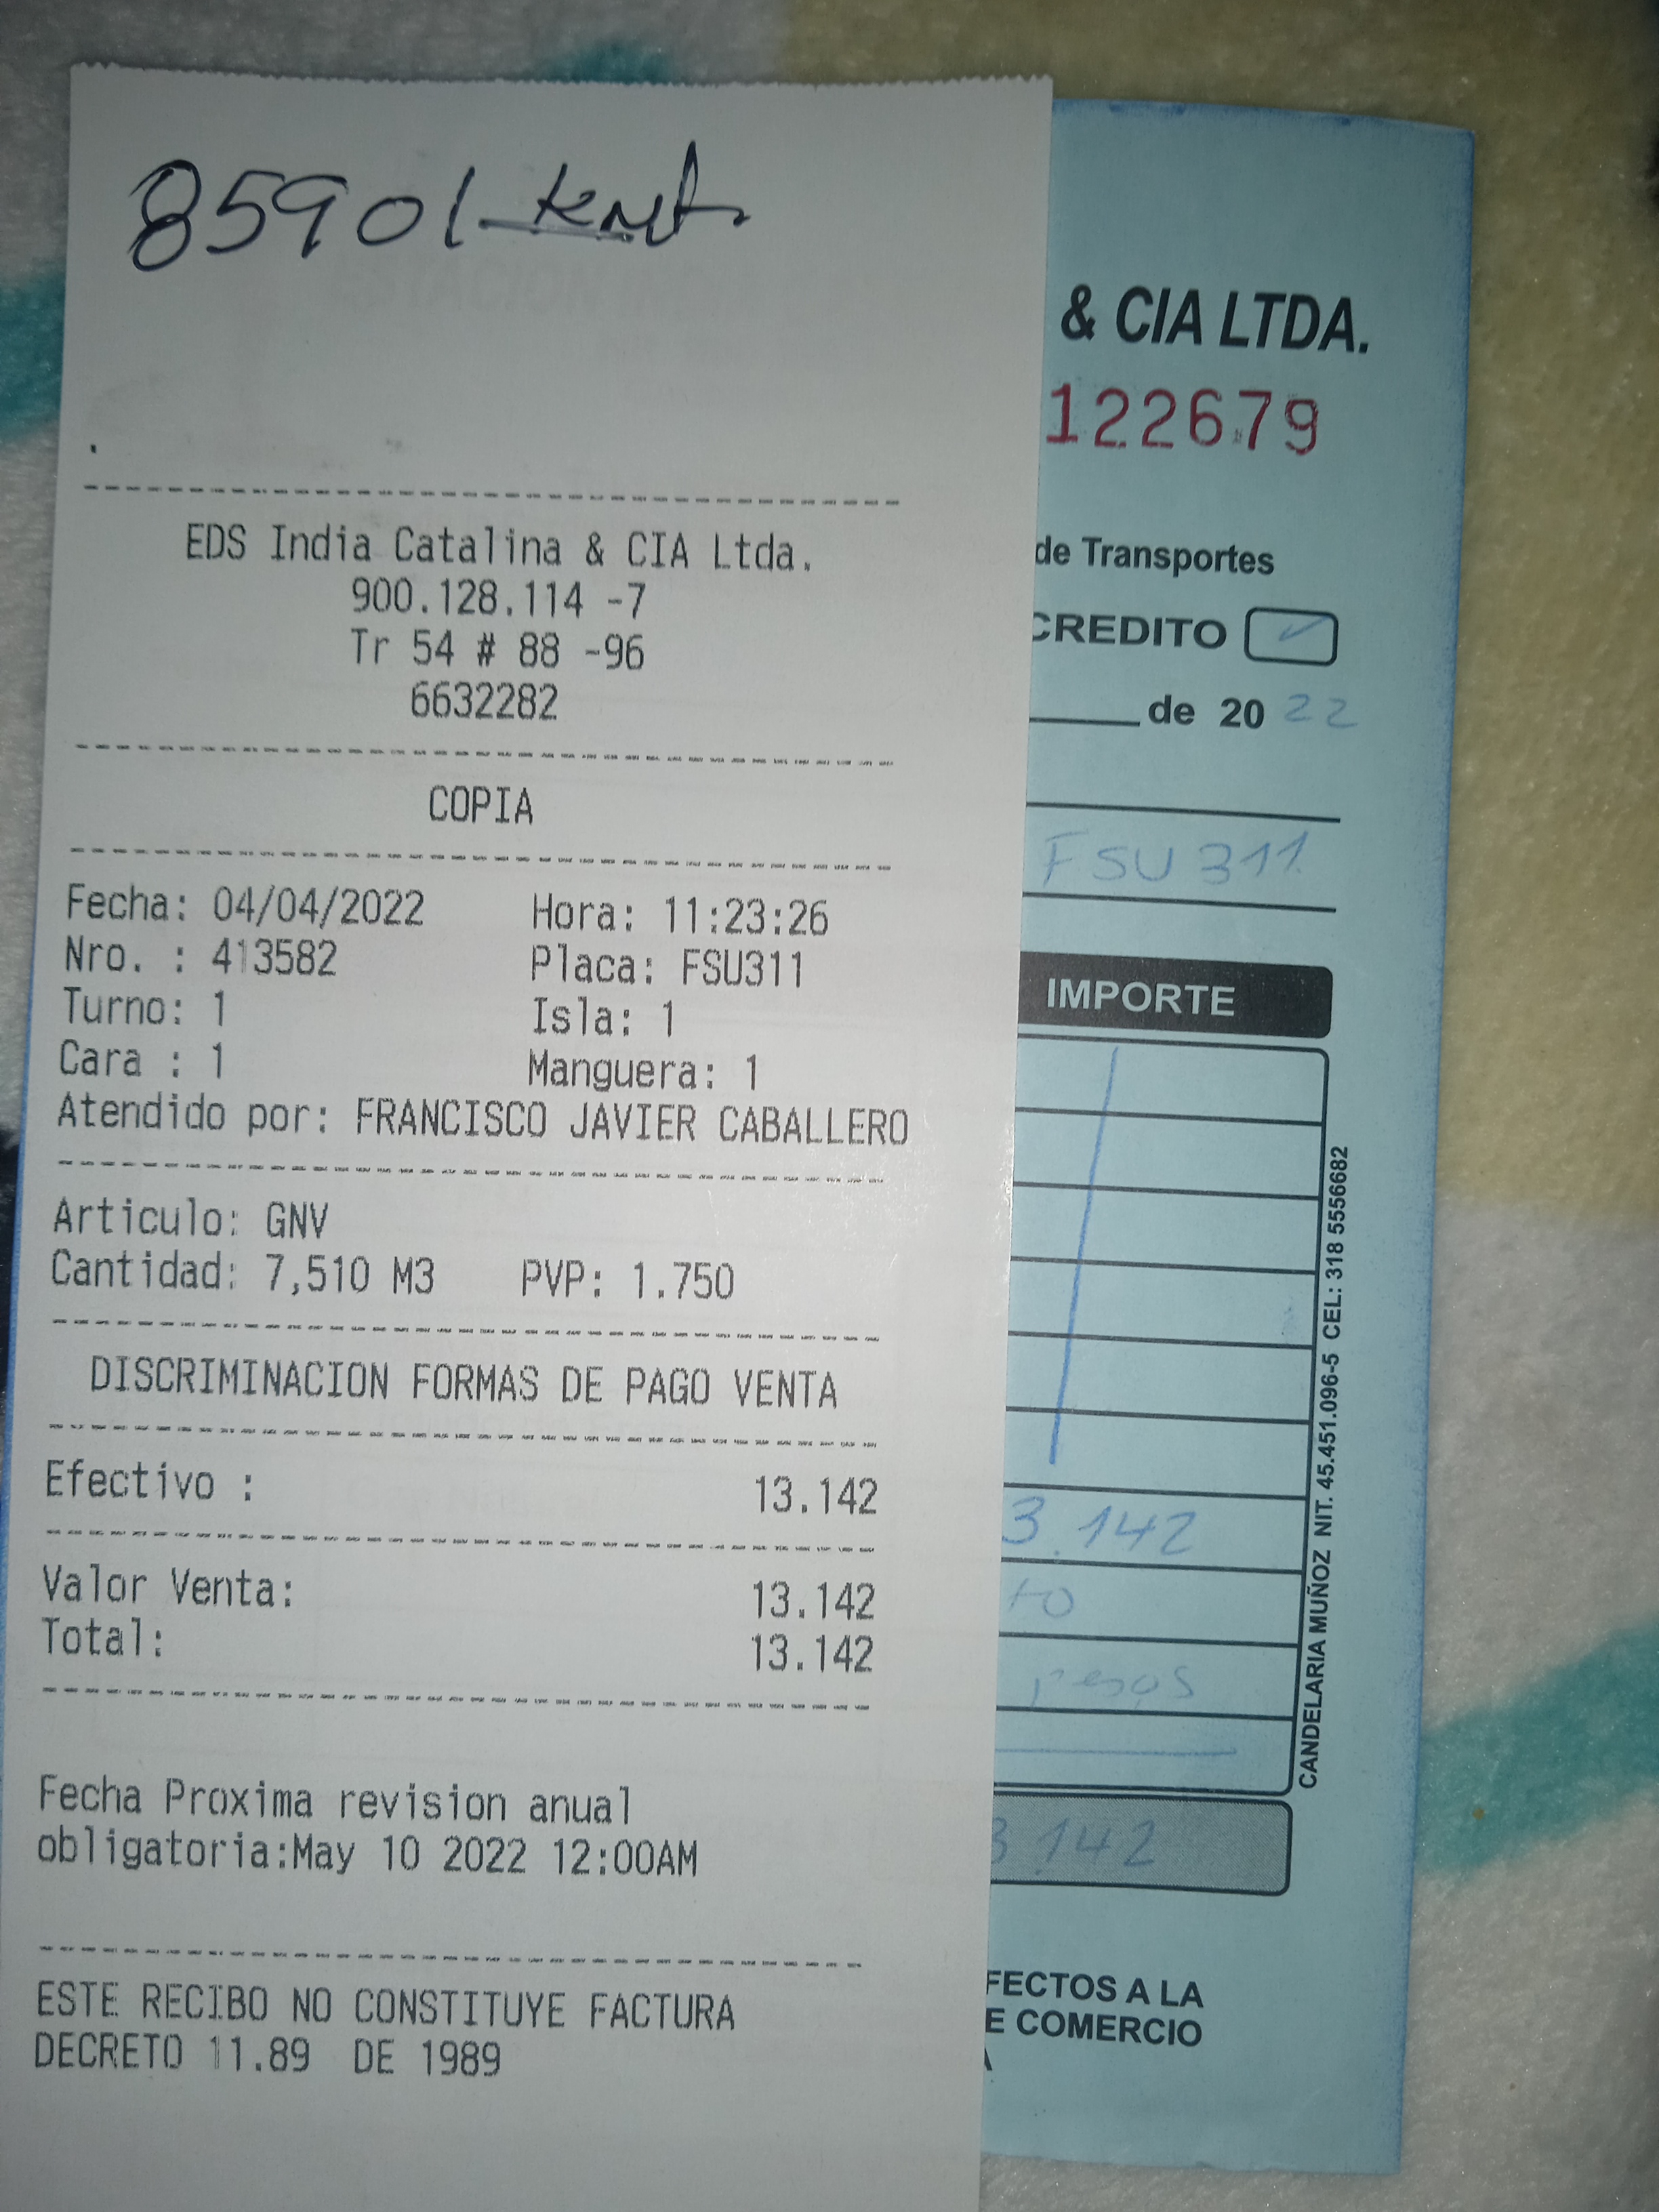 85901 kmts
EDS India Catalina & CIA Ltda.
900.128.114 -7
Tr 54 # 88 -96
6632282
COPIA
Fecha: 04/04/2022 Hora: 11:23:26
Nro. : 413582 Placa: FSU311
Turno: 1 Isla: 1
Cara : 1 Manguera: 1
Atendido por: FRANCISCO JAVIER CABALLERO
Articulo: GNV
Cantidad: 7,510 M3 PVP: 1.750
DISCRIMINACION FORMAS DE PAGO VENTA
Efectivo : 13.142
Valor Venta: 13.142
Total: 13.142
Fecha Proxima revision anual
obligatoria:May 10 2022 12:00AM
ESTE RECIBO NO CONSTITUYE FACTURA
DECRETO 11.89 DE 1989
& CIA LTDA.
122679
de Transportes
CREDITO
de 20 22
FSU 311
IMPORTE
3.142
to
pesos
3.142
FECTOS A LA
E COMERCIO
CANDELARIA MUÑOZ NIT. 45.451.096-5 CEL: 318 5556682